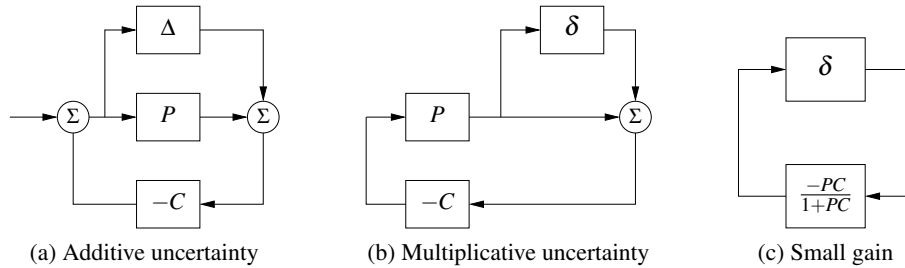 Δ
Σ
P
Σ
−C
(a) Additive uncertainty
δ
P
Σ
−C
(b) Multiplicative uncertainty
δ
−PC
1+PC
(c) Small gain